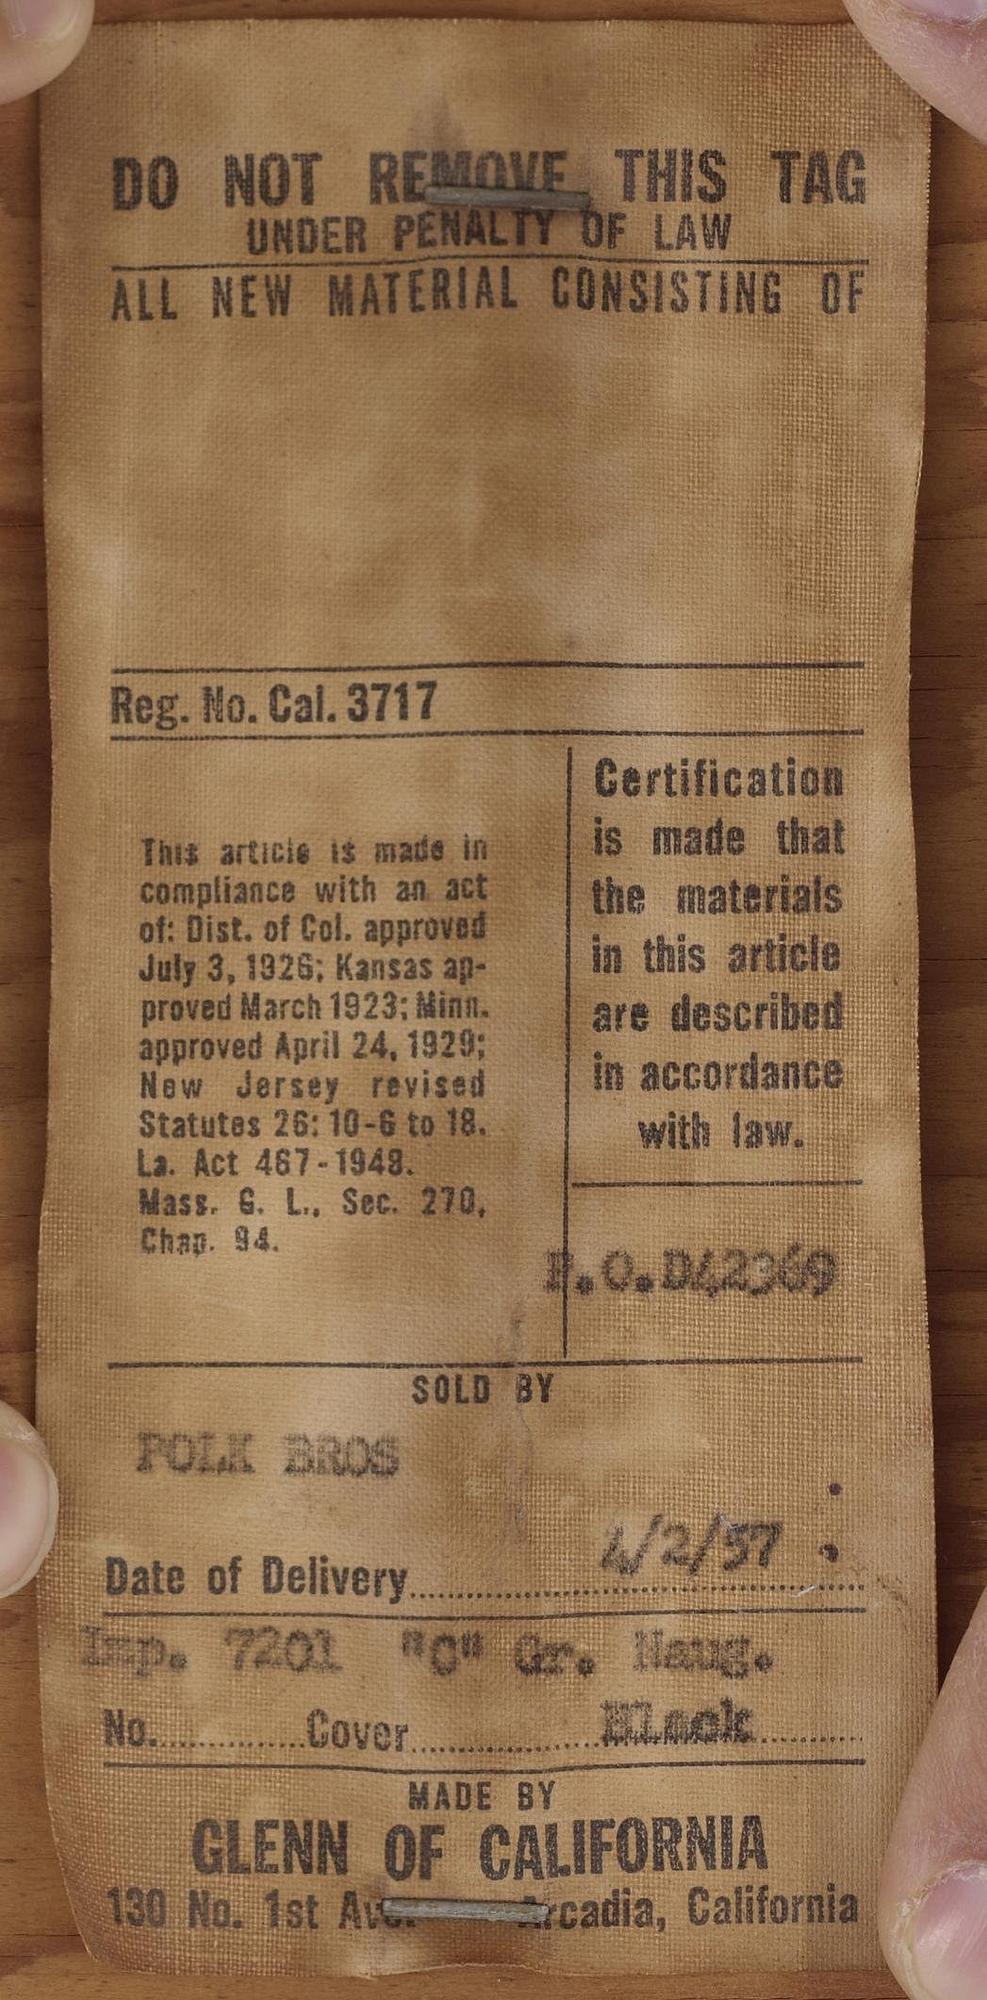 DO NOT REMOVE THIS TAG
UNDER PENALTY OF LAW
ALL NEW MATERIAL CONSISTING OF
Reg. No. Cal. 3717
This article is made in
compliance with an act
of: Dist. of Col. approved
July 3, 1926; Kansas ap-
proved March 1923; Minn.
approved April 24, 1929;
New Jersey revised
Statutes 26: 10-6 to 18.
La. Act 467-1948.
Mass. G. L., Sec. 270,
Chap. 94.
Certification
is made that
the materials
in this article
are described
in accordance
with law.
P.O.D42369
SOLD BY
POLK BROS
Date of Delivery /2/57
Imp. 7201 "C" Gr. Naug.
No. Cover Black
MADE BY
GLENN OF CALIFORNIA
130 No. 1st Ave. Arcadia, California